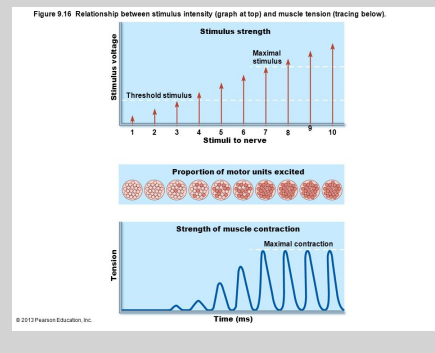 Figure 9.16 Relationship between stimulus intensity (graph at top) and muscle tension (tracing below).
Stimulus strength
Maximal
stimulus
Threshold stimulus
Stimulus voltage
1 2 3 4 5 6 7 8 9 10
Stimuli to nerve
Proportion of motor units excited
Strength of muscle contraction
Maximal contraction
Tension
Time (ms)
© 2013 Pearson Education, Inc.